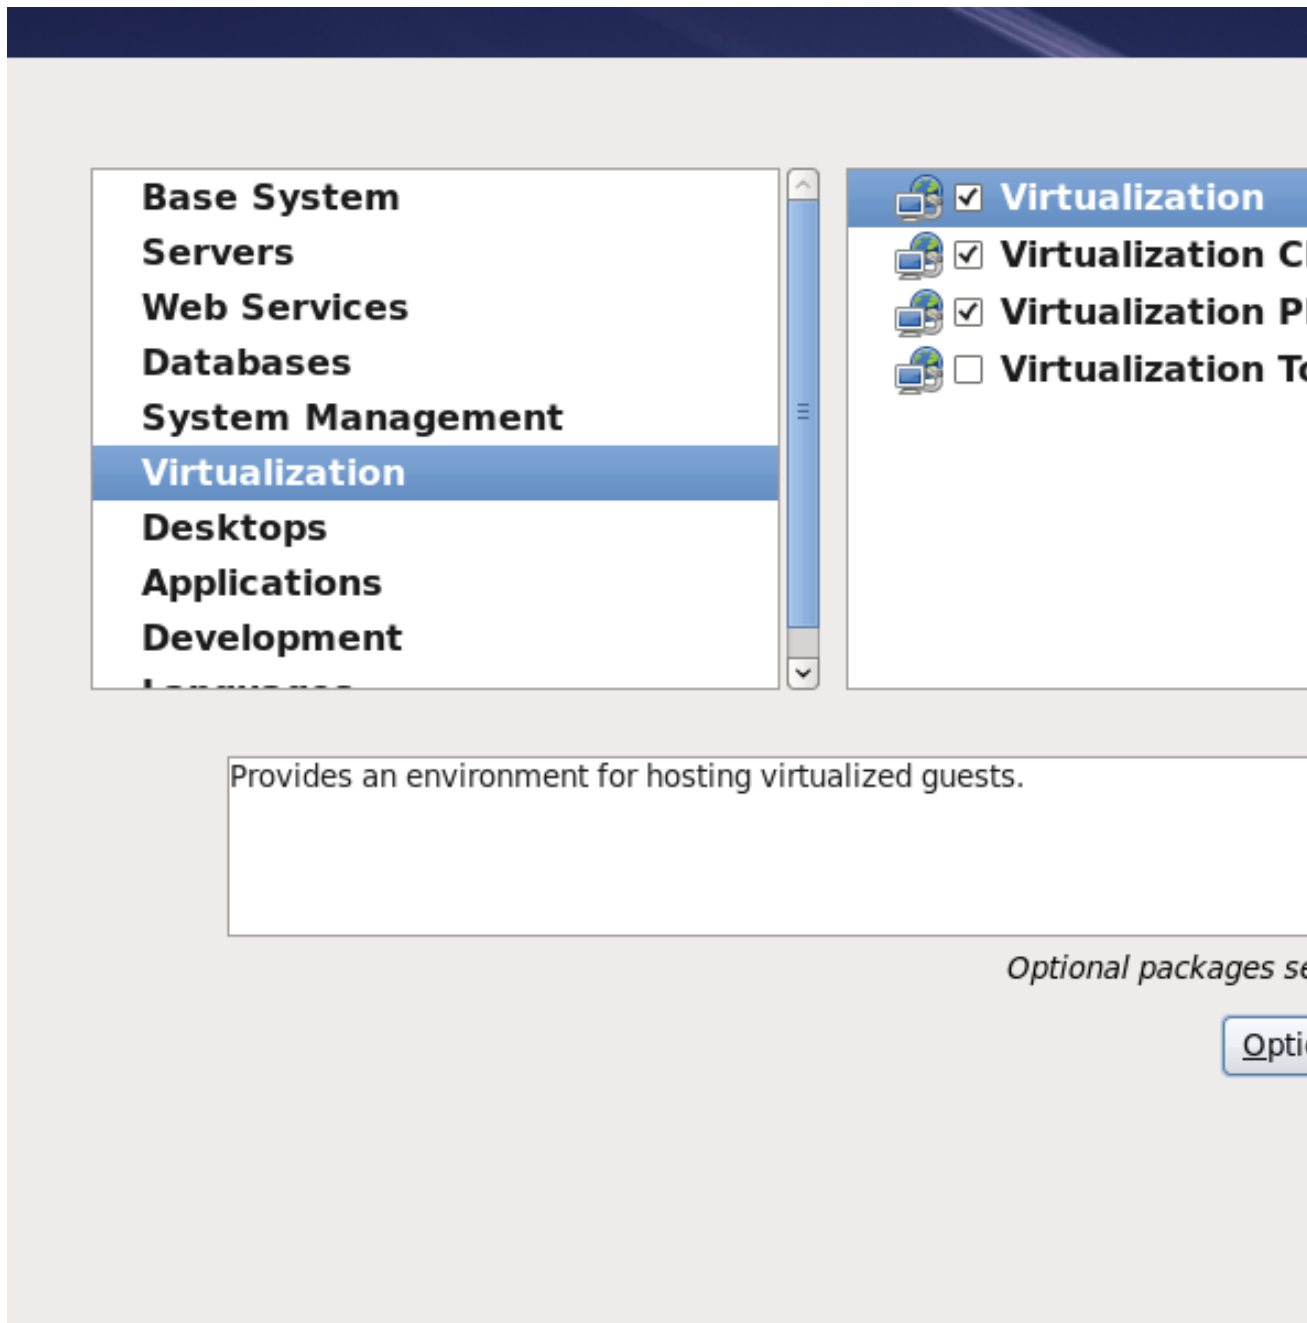 Base System
Servers
Web Services
Databases
System Management
Virtualization
Desktops
Applications
Development
Languages
Virtualization
Virtualization
Virtualization
Virtualization
Provides an environment for hosting virtualized guests.
Optional packages